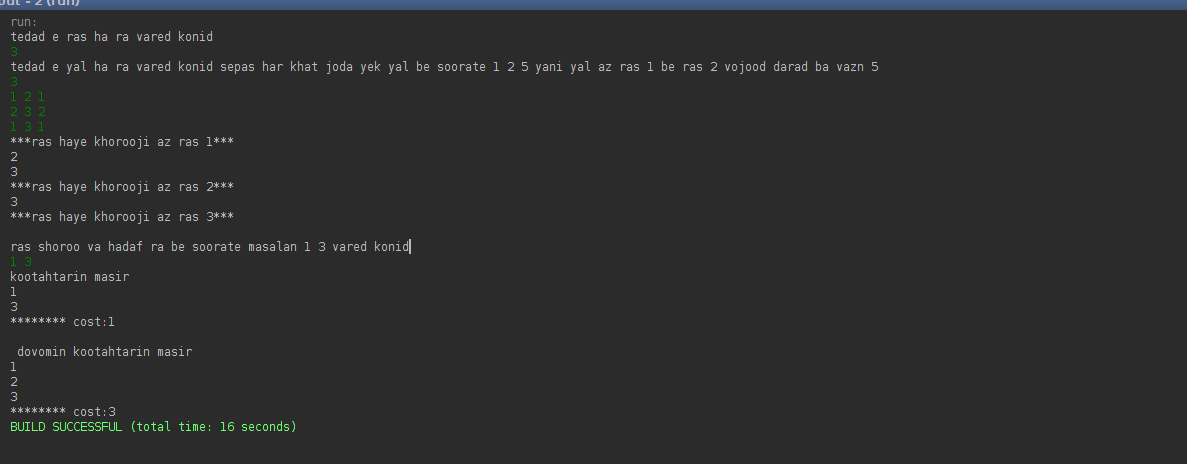 put - 2 (run)
run:
tedad e ras ha ra vared konid
3
tedad e yal ha ra vared konid sepas har khat joda yek yal be soorate 1 2 5 yani yal az ras 1 be ras 2 vojood darad ba vazn 5
3
1 2 1
2 3 2
1 3 1
***ras haye khorooji az ras 1***
2
3
***ras haye khorooji az ras 2***
3
***ras haye khorooji az ras 3***
ras shoroo va hadaf ra be soorate masalan 1 3 vared konid
1 3
kootahtarin masir
1
3
******** cost:1
dovomin kootahtarin masir
1
2
3
******** cost:3
BUILD SUCCESSFUL (total time: 16 seconds)